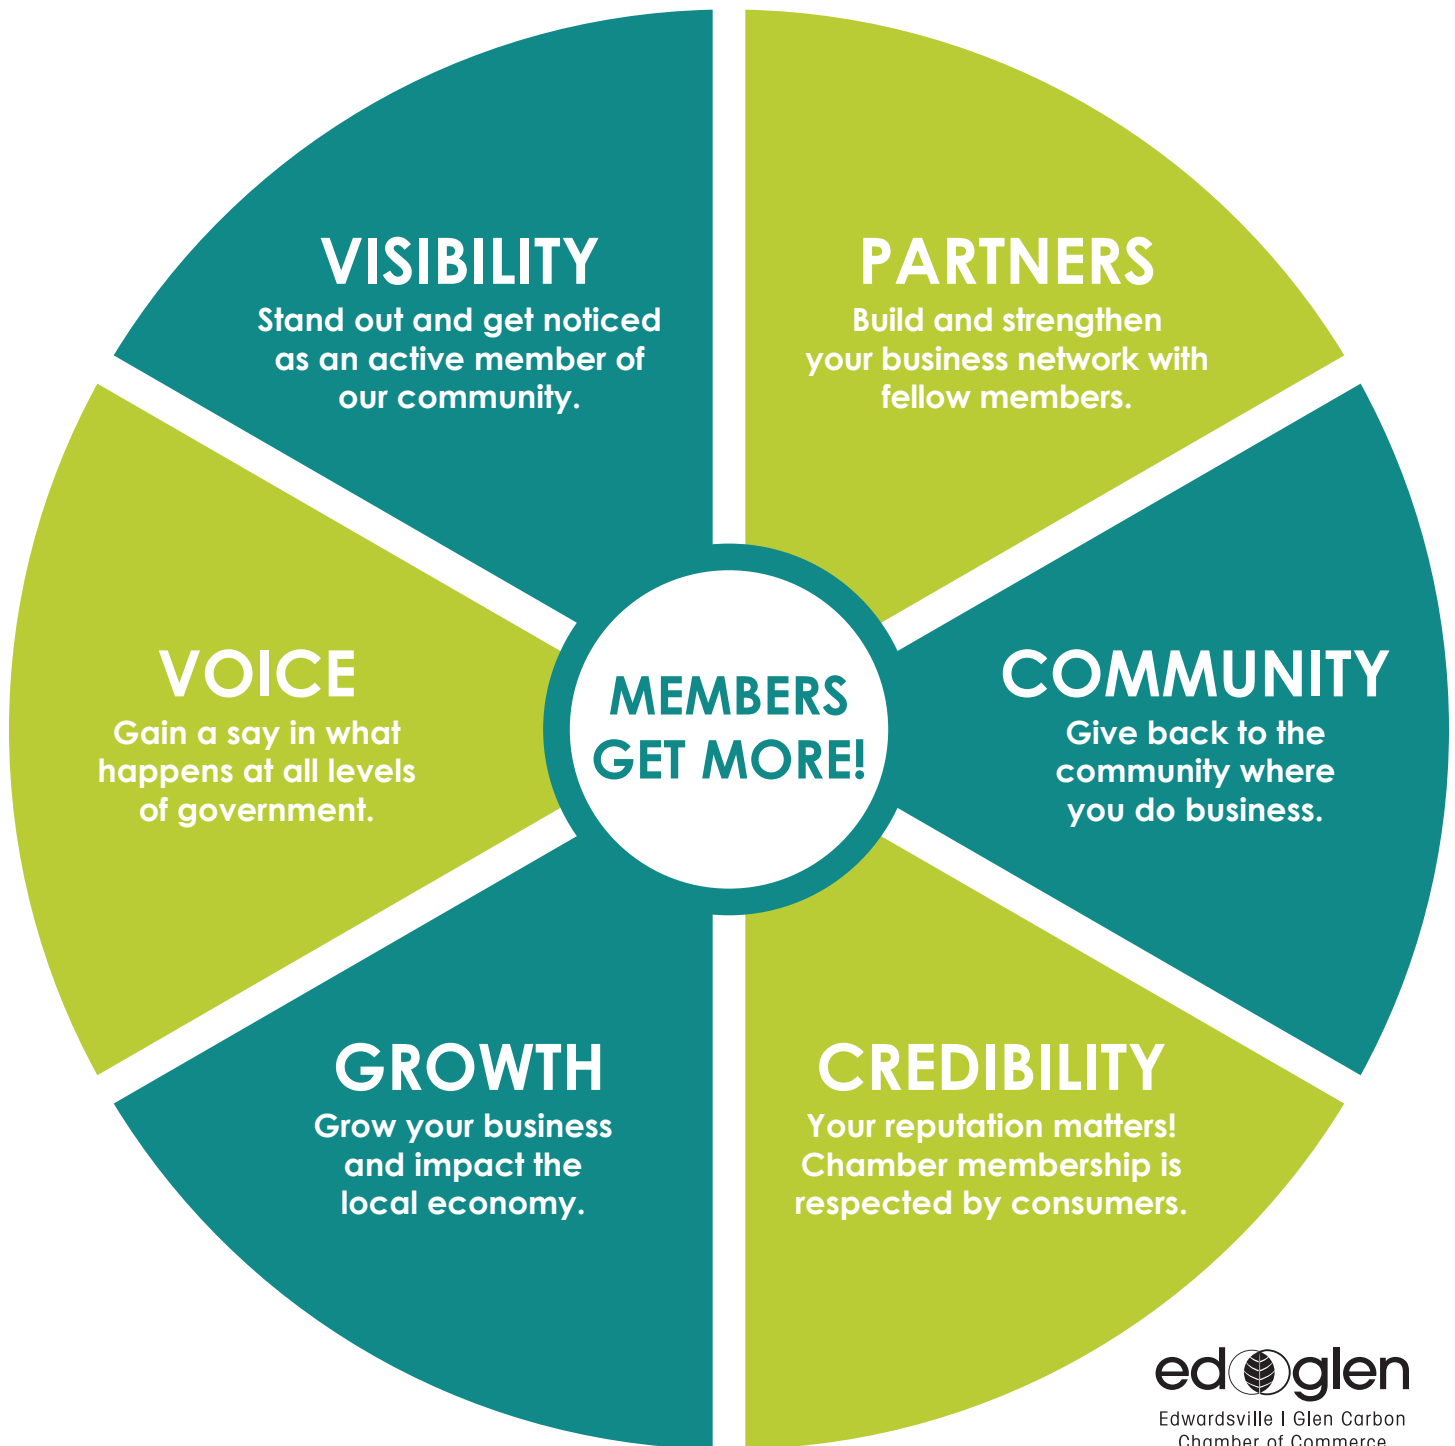 VISIBILITY
Stand out and get noticed
as an active member of
our community.
PARTNERS
Build and strengthen
your business network with
fellow members.
VOICE
Gain a say in what
happens at all levels
of government.
MEMBERS
GET MORE!
COMMUNITY
Give back to the
community where
you do business.
GROWTH
Grow your business
and impact the
local economy.
CREDIBILITY
Your reputation matters!
Chamber membership is
respected by consumers.
ed glen
Edwardsville | Glen Carbon
Chamber of Commerce